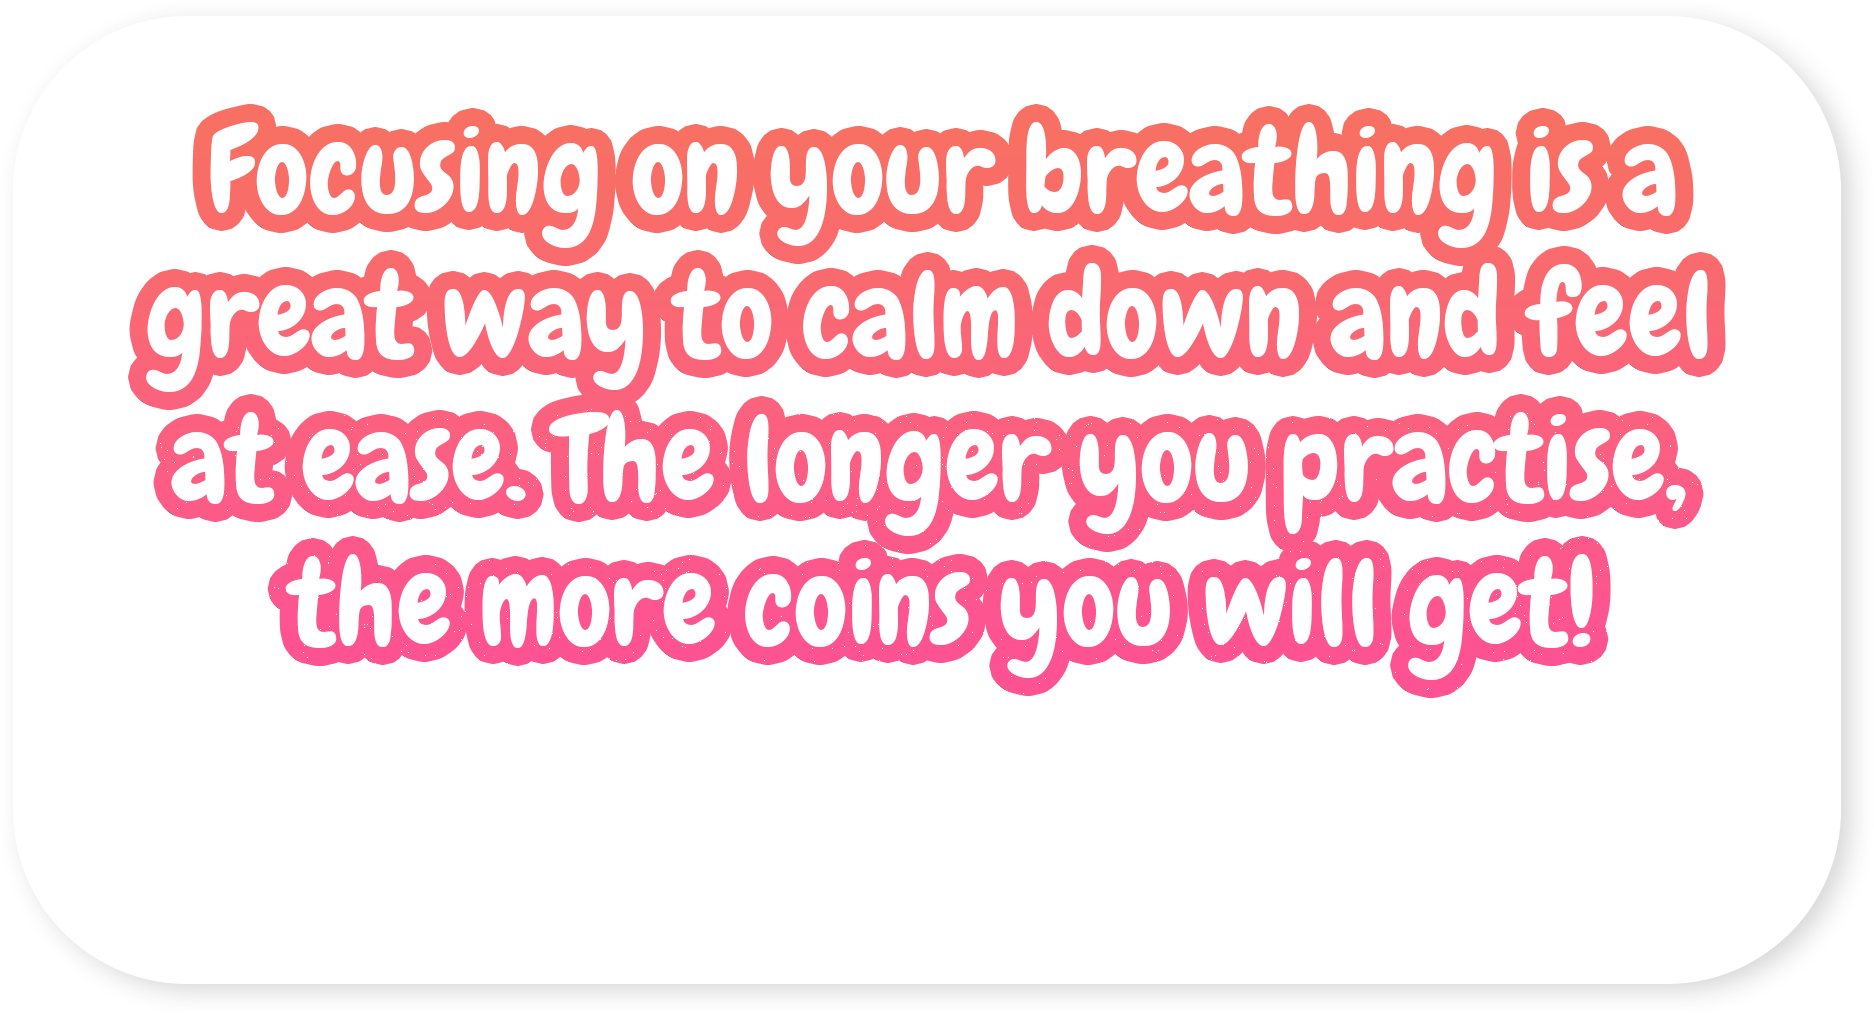 Focusing on your breathing is a
great way to calm down and feel
at ease. The longer you practise,
the more coins you will get!